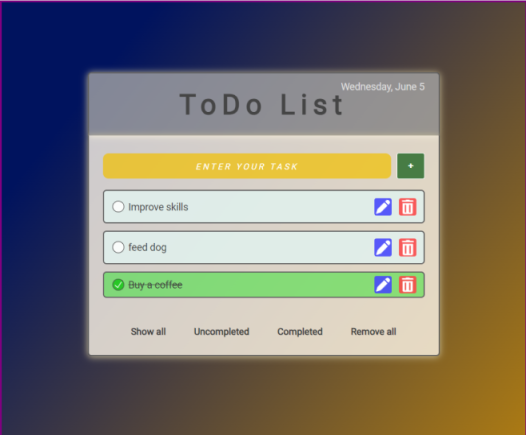 Wednesday, June 5
ToDo List
ENTER YOUR TASK
+
Improve skills
feed dog
Buy a coffee
Show all Uncompleted Completed Remove all